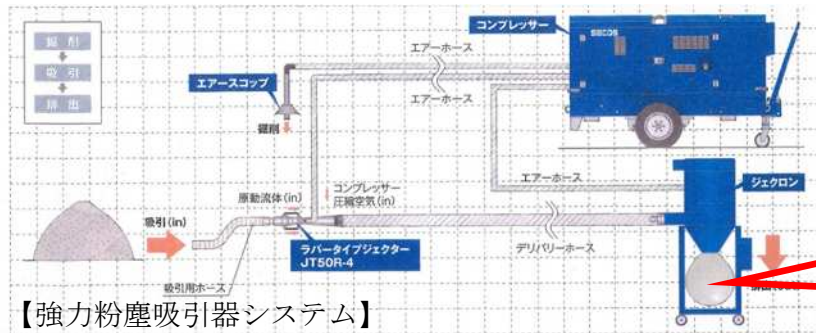 コンプレッサー
エアーホース
エアースコップ
エアーホース
掘削
吸引
排出
掘削
エアーホース
ジェクロン
原動流体(in)
コンプレッサー
圧縮空気(in)
吸引(in)
ラバータイプジェクター
JT50R-4
デリバリーホース
吸引用ホース
【強力粉塵吸引器システム】